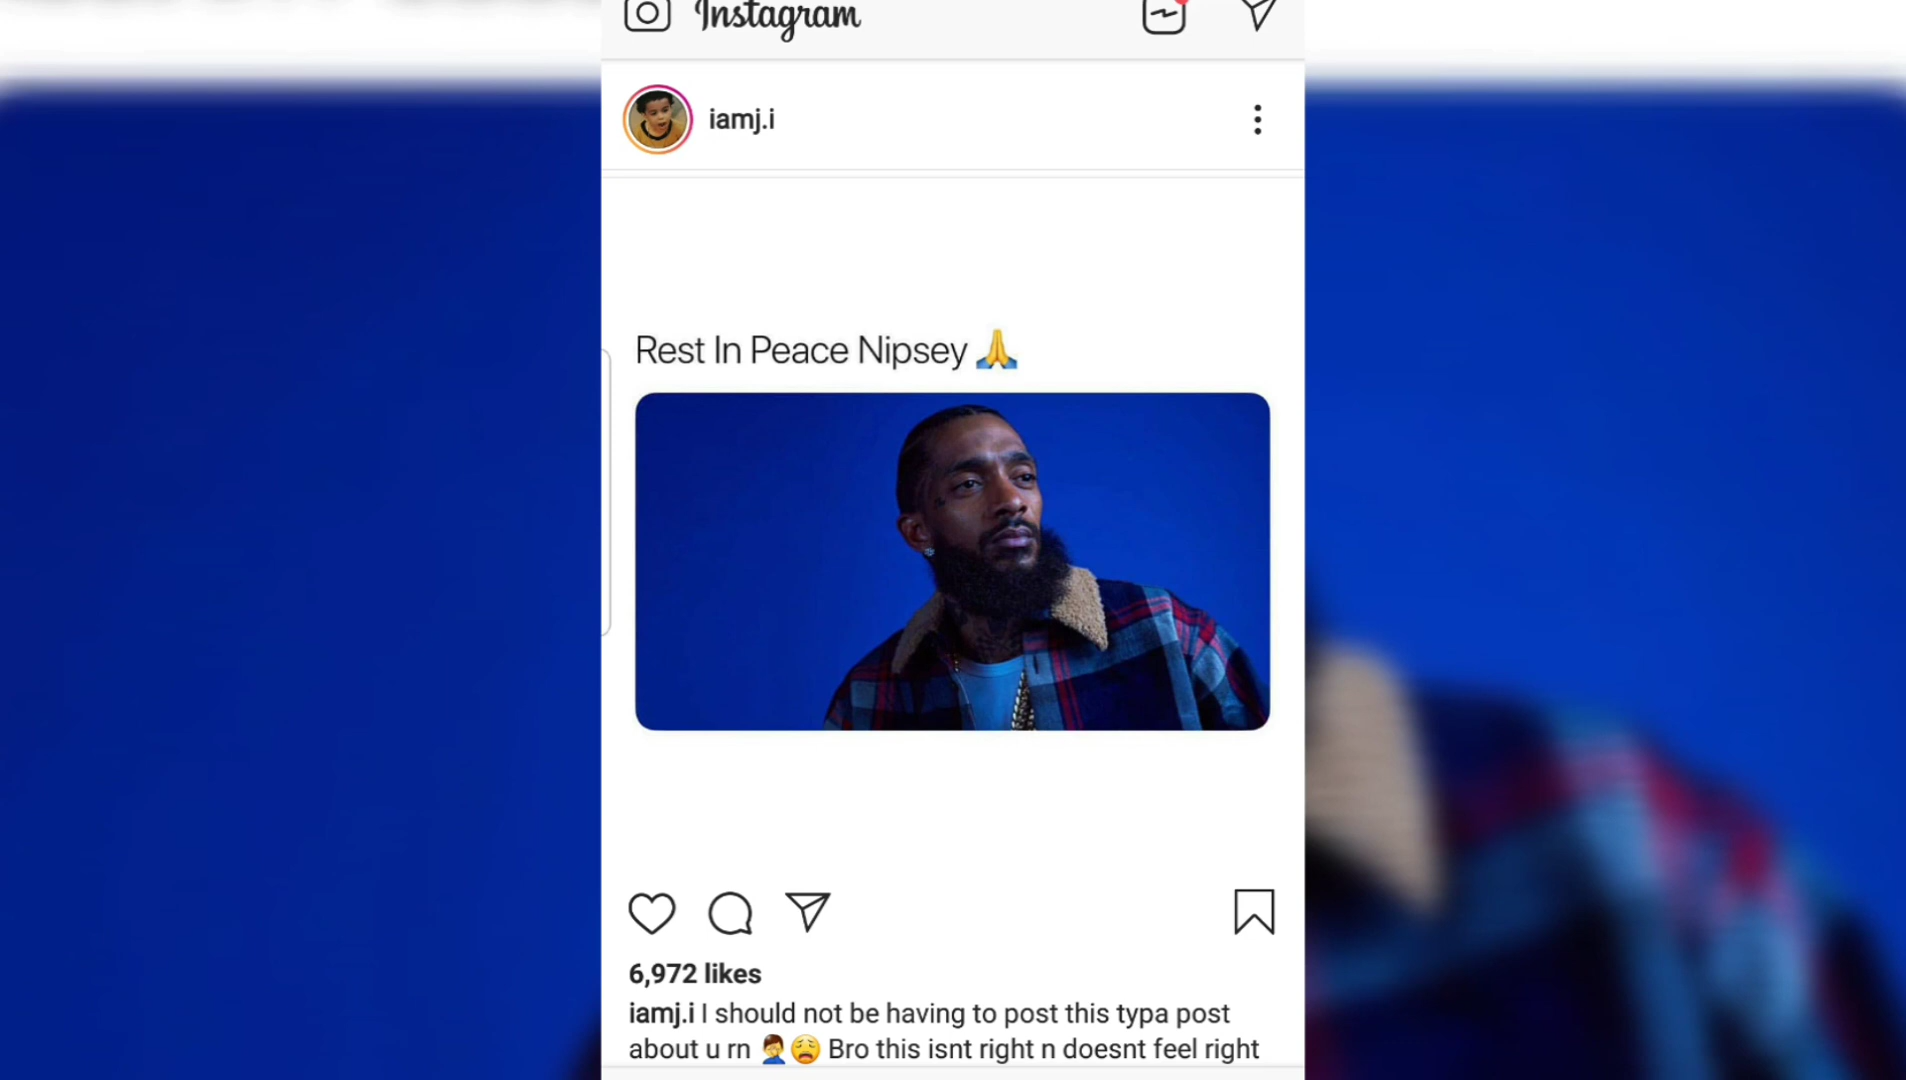 Instagram
iamj.i
Rest In Peace Nipsey 🙏
6,972 likes
iamj.i I should not be having to post this typa post
about u rn 🤦‍♂️😩 Bro this isnt right n doesnt feel right